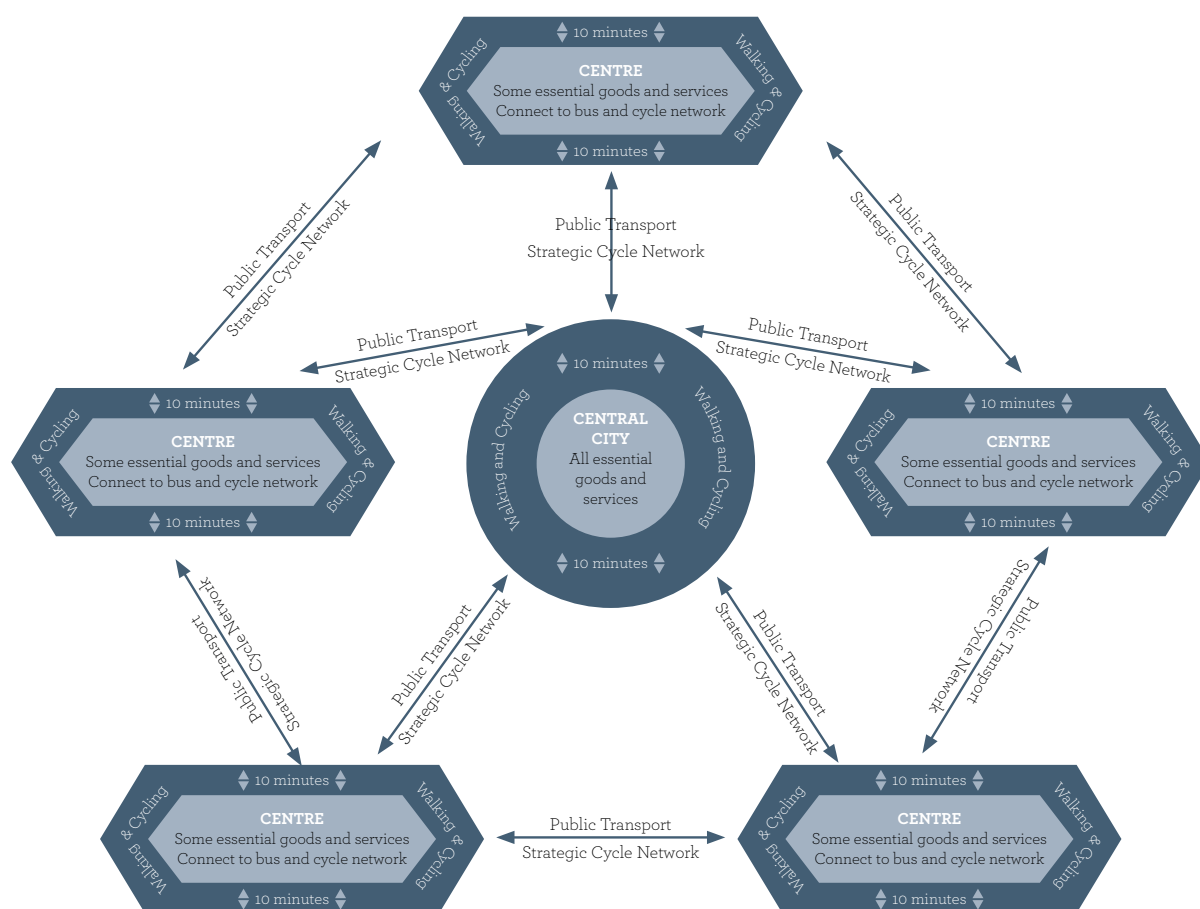 10 minutes
Walking & Cycling
CENTRE
Some essential goods and services
Connect to bus and cycle network
Walking & Cycling
10 minutes
Public Transport
Strategic Cycle Network
Public Transport
Strategic Cycle Network
Public Transport
Strategic Cycle Network
Public Transport
Strategic Cycle Network
Public Transport
Strategic Cycle Network
10 minutes
Walking & Cycling
CENTRE
Some essential goods and services
Connect to bus and cycle network
Walking & Cycling
10 minutes
10 minutes
Walking and Cycling
CENTRAL
CITY
All essential
goods and
services
Walking and Cycling
10 minutes
10 minutes
Walking & Cycling
CENTRE
Some essential goods and services
Connect to bus and cycle network
Walking & Cycling
10 minutes
Strategic Cycle Network
Public Transport
Public Transport
Strategic Cycle Network
Public Transport
Strategic Cycle Network
Strategic Cycle Network
Public Transport
10 minutes
Walking & Cycling
CENTRE
Some essential goods and services
Connect to bus and cycle network
Walking & Cycling
10 minutes
Public Transport
Strategic Cycle Network
10 minutes
Walking & Cycling
CENTRE
Some essential goods and services
Connect to bus and cycle network
Walking & Cycling
10 minutes